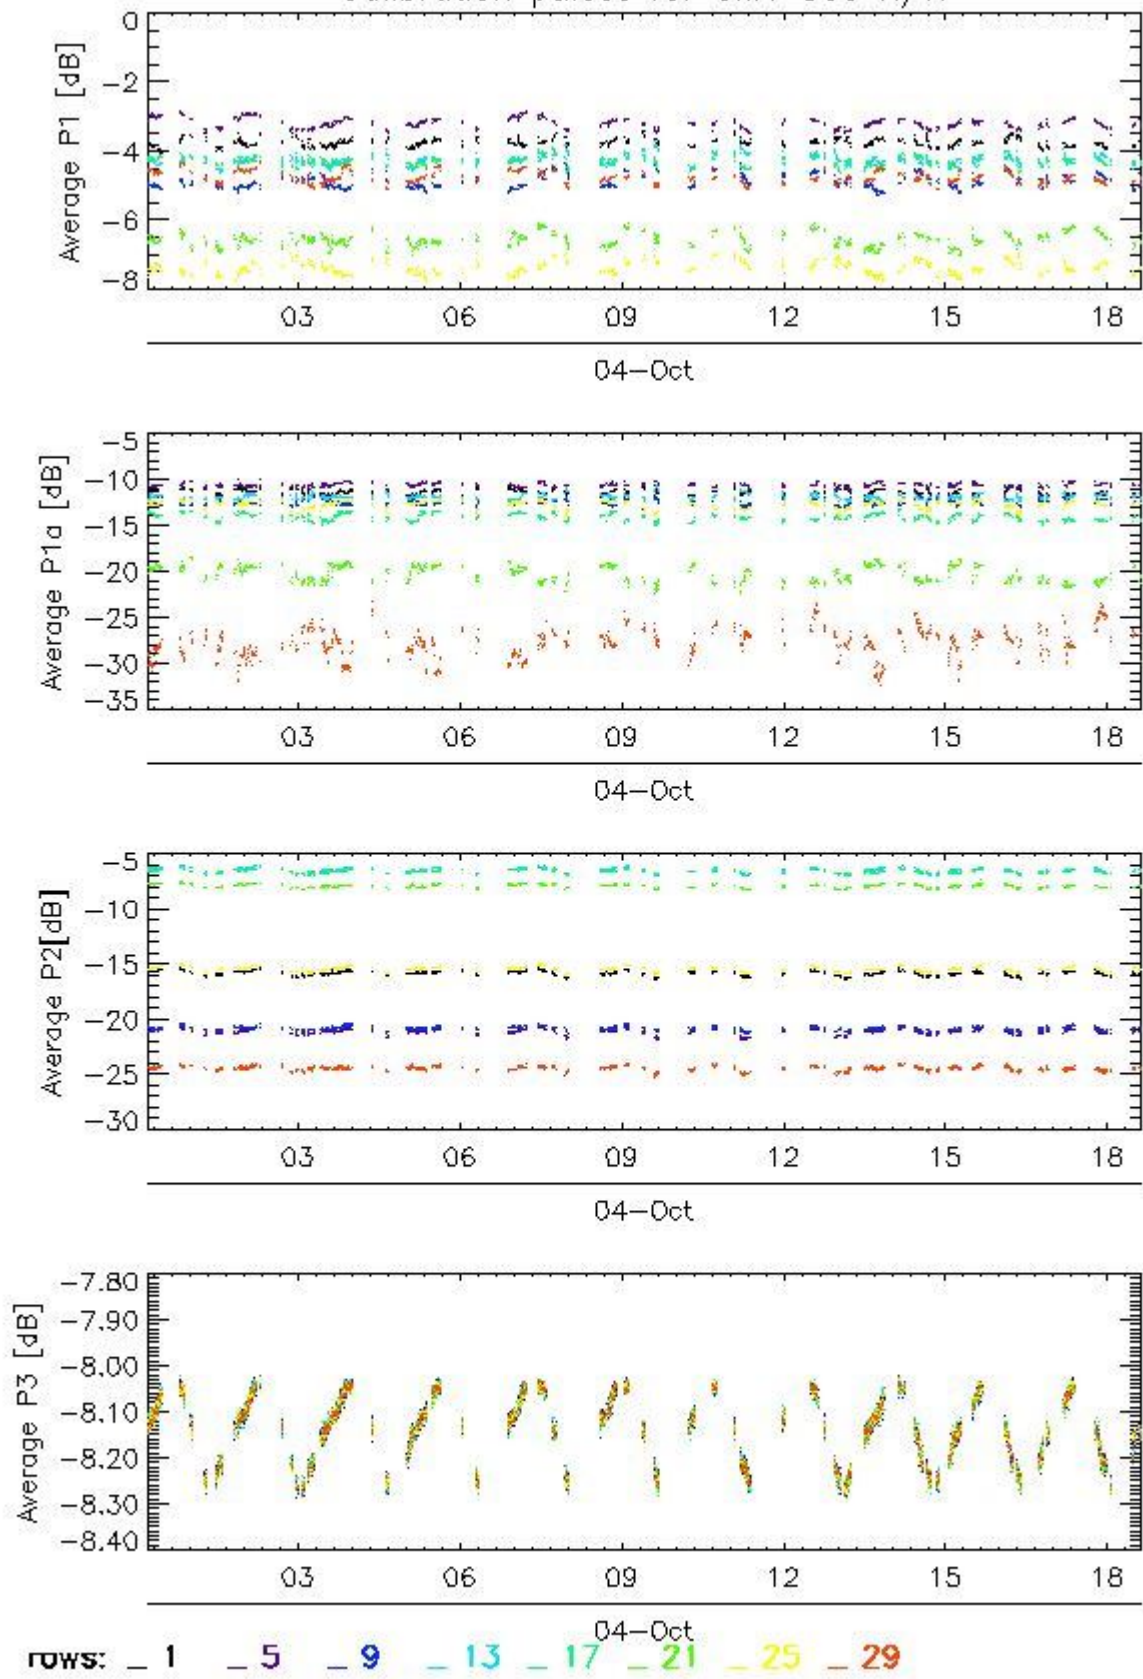 Average P1 [dB]
0
-2
-4
-6
-8
03 06 09 12 15 18
04-Oct
Average P1a [dB]
-5
-10
-15
-20
-25
-30
-35
03 06 09 12 15 18
04-Oct
Average P2[dB]
-5
-10
-15
-20
-25
-30
03 06 09 12 15 18
04-Oct
Average P3 [dB]
-7.80
-7.90
-8.00
-8.10
-8.20
-8.30
-8.40
03 06 09 12 15 18
04-Oct
rows: _ 1 _ 5 _ 9 _ 13 _ 17 _ 21 _ 25 _ 29